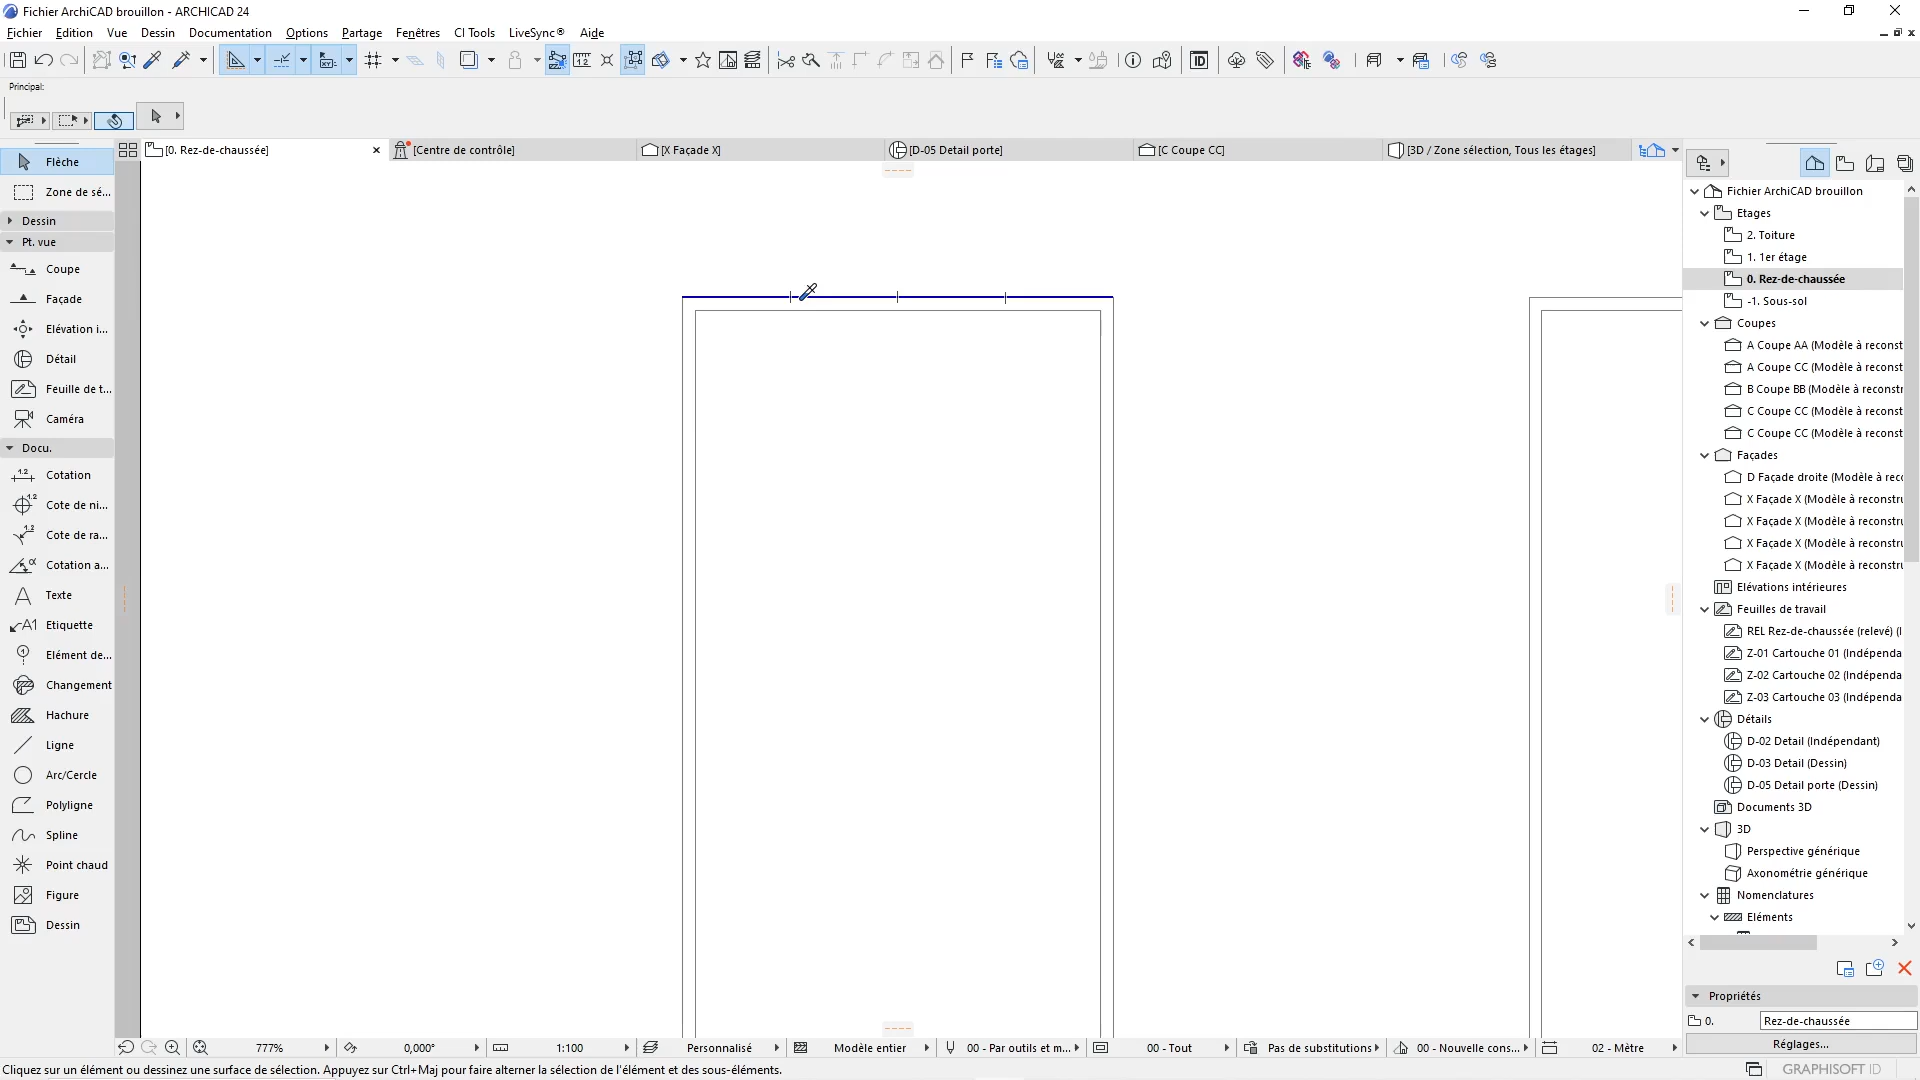 Fichier ArchiCAD brouillon - ARCHICAD 24
Fichier Edition Vue Dessin Documentation Options Partage Fenêtres CI Tools LiveSync® Aide
Principal:
[0. Rez-de-chaussée]
[Centre de contrôle]
[X Façade X]
[D-05 Detail porte]
[C Coupe CC]
[3D / Zone sélection, Tous les étages]
Flèche
Zone de sé...
Dessin
Pt. vue
Coupe
Façade
Elévation i...
Détail
Feuille de t...
Caméra
Docu.
Cotation
Cote de ni...
Cote de ra...
Cotation a...
Texte
Etiquette
Elément de...
Changement
Hachure
Ligne
Arc/Cercle
Polyligne
Spline
Point chaud
Figure
Dessin
Fichier ArchiCAD brouillon
Etages
2. Toiture
1. 1er étage
0. Rez-de-chaussée
-1. Sous-sol
Coupes
A Coupe AA (Modèle à reconst
A Coupe CC (Modèle à reconst
B Coupe BB (Modèle à reconstr
C Coupe CC (Modèle à reconst
C Coupe CC (Modèle à reconst
Façades
D Façade droite (Modèle à reco
X Façade X (Modèle à reconstru
X Façade X (Modèle à reconstru
X Façade X (Modèle à reconstru
X Façade X (Modèle à reconstru
Elévations intérieures
Feuilles de travail
REL Rez-de-chaussée (relevé) (I
Z-01 Cartouche 01 (Indépenda
Z-02 Cartouche 02 (Indépenda
Z-03 Cartouche 03 (Indépenda
Détails
D-02 Detail (Indépendant)
D-03 Detail (Dessin)
D-05 Detail porte (Dessin)
Documents 3D
3D
Perspective générique
Axonométrie générique
Nomenclatures
Eléments
Propriétés
0. Rez-de-chaussée
Réglages...
777% 0,000° 1:100 Personnalisé Modèle entier 00 - Par outils et m... 00 - Tout Pas de substitutions 00 - Nouvelle cons... 02 - Mètre
Cliquez sur un élément ou dessinez une surface de sélection. Appuyez sur Ctrl+Maj pour faire alterner la sélection de l'élément et des sous-éléments.
GRAPHISOFT ID